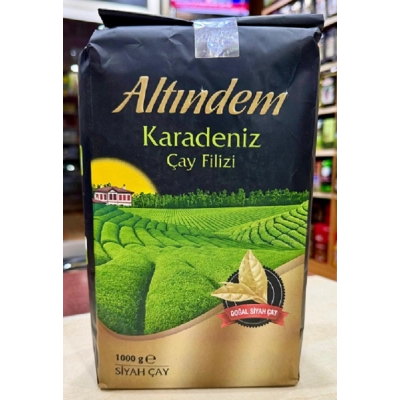 Altındem
Karadeniz
Çay Filizi
DOĞAL SİYAH ÇAY
1000 g ℮
SİYAH ÇAY